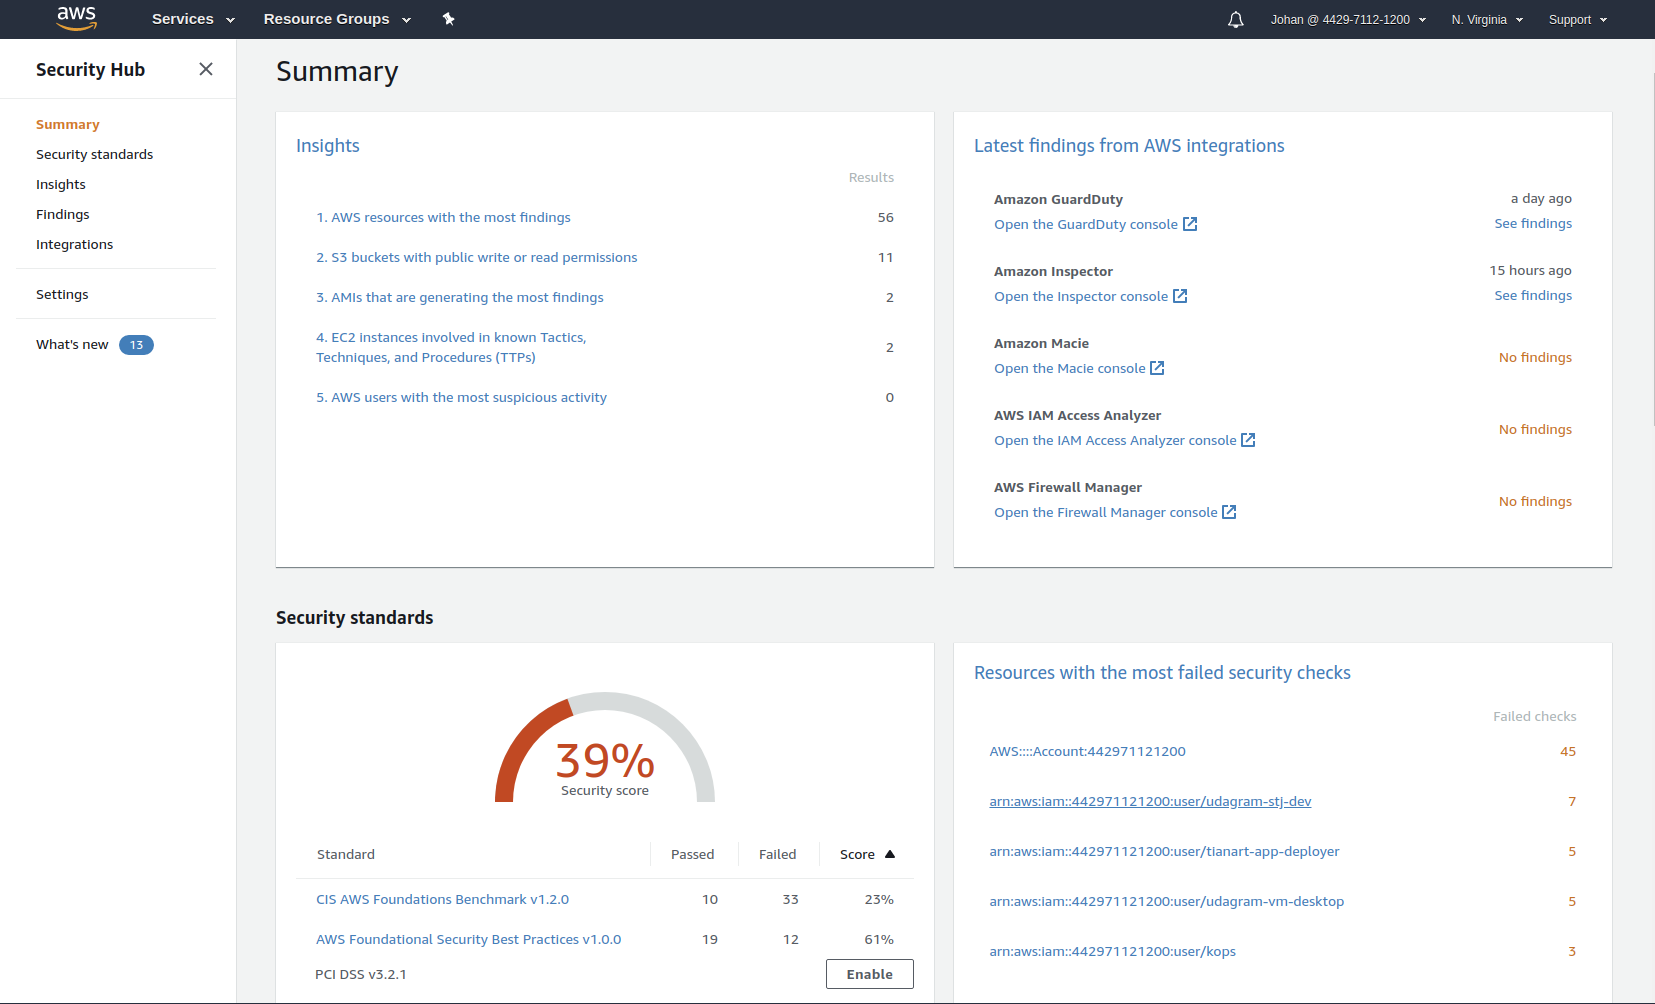 aws Services Resource Groups Johan @ 4429-7112-1200 N. Virginia Support
Security Hub
Summary
Security standards
Insights
Findings
Integrations
Settings
What's new 13
Summary
Insights
Results
1. AWS resources with the most findings 56
2. S3 buckets with public write or read permissions 11
3. AMIs that are generating the most findings 2
4. EC2 instances involved in known Tactics,
Techniques, and Procedures (TTPs) 2
5. AWS users with the most suspicious activity 0
Latest findings from AWS integrations
Amazon GuardDuty a day ago
Open the GuardDuty console See findings
Amazon Inspector 15 hours ago
Open the Inspector console See findings
Amazon Macie
Open the Macie console No findings
AWS IAM Access Analyzer
Open the IAM Access Analyzer console No findings
AWS Firewall Manager
Open the Firewall Manager console No findings
Security standards
39%
Security score
Standard Passed Failed Score
CIS AWS Foundations Benchmark v1.2.0 10 33 23%
AWS Foundational Security Best Practices v1.0.0 19 12 61%
PCI DSS v3.2.1 Enable
Resources with the most failed security checks
Failed checks
AWS::::Account:442971121200 45
arn:aws:iam::442971121200:user/udagram-stj-dev 7
arn:aws:iam::442971121200:user/tianart-app-deployer 5
arn:aws:iam::442971121200:user/udagram-vm-desktop 5
arn:aws:iam::442971121200:user/kops 3